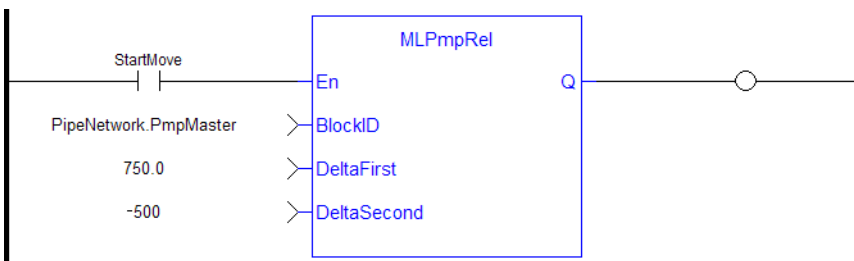 MLPmpRel
StartMove
En
Q
PipeNetwork.PmpMaster
BlockID
750.0
DeltaFirst
-500
DeltaSecond